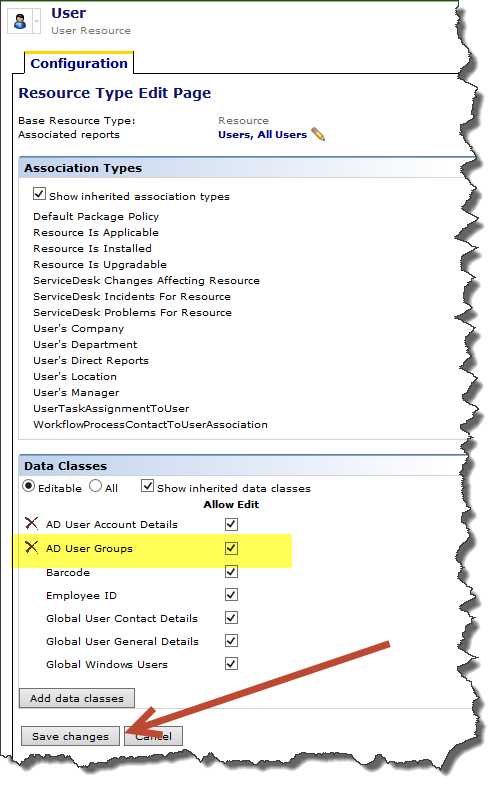 User
User Resource
Configuration
Resource Type Edit Page
Base Resource Type: Resource
Associated reports Users, All Users
Association Types
Show inherited association types
Default Package Policy
Resource Is Applicable
Resource Is Installed
Resource Is Upgradable
ServiceDesk Changes Affecting Resource
ServiceDesk Incidents For Resource
ServiceDesk Problems For Resource
User's Company
User's Department
User's Direct Reports
User's Location
User's Manager
UserTaskAssignmentToUser
WorkflowProcessContactToUserAssociation
Data Classes
Editable All Show inherited data classes
Allow Edit
AD User Account Details
AD User Groups
Barcode
Employee ID
Global User Contact Details
Global User General Details
Global Windows Users
Add data classes
Save changes Cancel